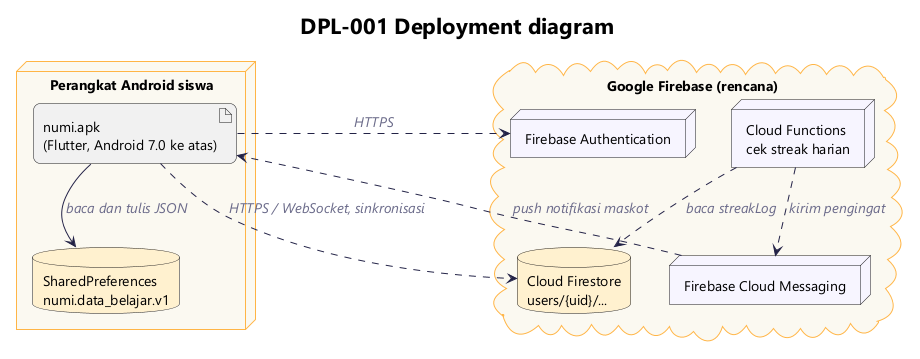 DPL-001 Deployment diagram
Perangkat Android siswa
numi.apk
(Flutter, Android 7.0 ke atas)
baca dan tulis JSON
SharedPreferences
numi.data_belajar.v1
HTTPS
HTTPS / WebSocket, sinkronisasi
Google Firebase (rencana)
Firebase Authentication
Cloud Functions
cek streak harian
push notifikasi maskot
baca streakLog
kirim pengingat
Cloud Firestore
users/{uid}/...
Firebase Cloud Messaging